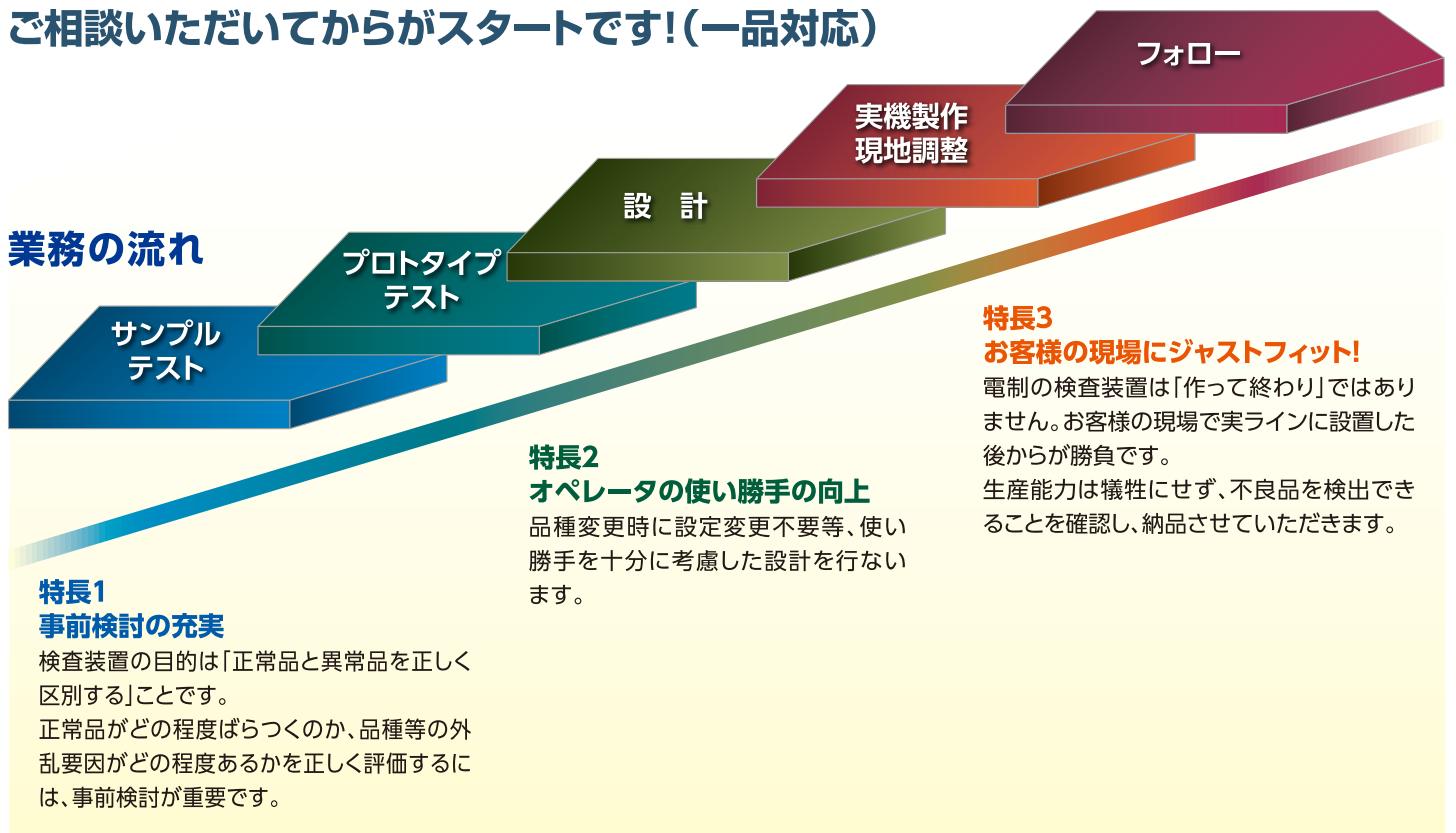 ご相談いただいてからがスタートです!(一品対応)
フォロー
実機製作
現地調整
設　計
業務の流れ
プロトタイプ
テスト
サンプル
テスト
特長1
事前検討の充実
検査装置の目的は「正常品と異常品を正しく
区別する」ことです。
正常品がどの程度ばらつくのか、品種等の外
乱要因がどの程度あるかを正しく評価するに
は、事前検討が重要です。
特長2
オペレータの使い勝手の向上
品種変更時に設定変更不要等、使い
勝手を十分に考慮した設計を行ない
ます。
特長3
お客様の現場にジャストフィット!
電制の検査装置は「作って終わり」ではあり
ません。お客様の現場で実ラインに設置した
後からが勝負です。
生産能力は犠牲にせず、不良品を検出でき
ることを確認し、納品させていただきます。